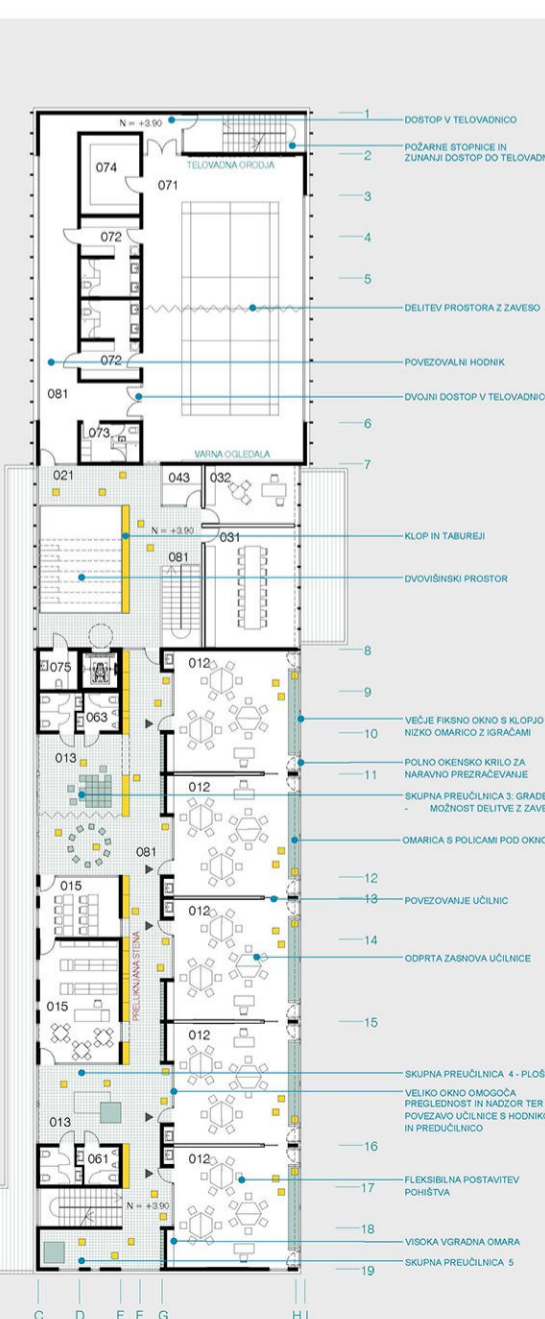 1
DOSTOP V TELOVADNICO
N = +3.90
POŽARNE STOPNICE IN
ZUNANJI DOSTOP DO TELOVADN
2
TELOVADNA ORODJA
074
071
3
072
4
5
DELITEV PROSTORA Z ZAVESO
072
POVEZOVALNI HODNIK
081
DVOJNI DOSTOP V TELOVADNICO
6
073
VARNA OGLEDALA
7
021
043
032
N = +3.90
031
KLOP IN TABUREJI
081
DVOVIŠINSKI PROSTOR
8
075
012
9
063
VEČJE FIKSNO OKNO S KLOPJO
NIZKO OMARICO Z IGRAČAMI
10
013
POLNO OKENSKO KRILO ZA
NARAVNO PREZRAČEVANJE
11
012
SKUPNA PREUČILNICA 3: GRADE
- MOŽNOST DELITVE Z ZAVE
081
OMARICA S POLICAMI POD OKNO
015
12
13
POVEZOVANJE UČILNIC
012
14
ODPRTA ZASNOVA UČILNICE
015
PRELUKNJANA STENA
15
012
SKUPNA PREUČILNICA 4 - PLOŠ
VELIKO OKNO OMOGOČA
PREGLEDNOST IN NADZOR TER
POVEZAVO UČILNICE S HODNIKO
IN PREDUČILNICO
013
16
061
012
17
FLEKSIBILNA POSTAVITEV
POHIŠTVA
N = +3.90
18
VISOKA VGRADNA OMARA
SKUPNA PREUČILNICA 5
19
C D E F G H I